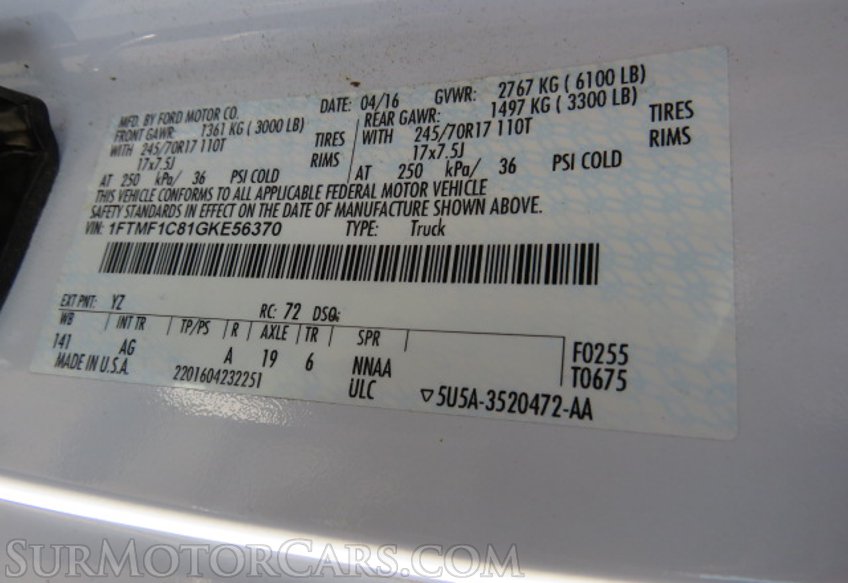 MFD. BY FORD MOTOR CO.
DATE: 04/16 GVWR: 2767 KG ( 6100 LB)
FRONT GAWR: 1361 KG ( 3000 LB) REAR GAWR: 1497 KG ( 3300 LB)
WITH 245/70R17 110T TIRES WITH 245/70R17 110T TIRES
17x7.5J RIMS 17x7.5J RIMS
AT 250 kPa/ 36 PSI COLD AT 250 kPa/ 36 PSI COLD
THIS VEHICLE CONFORMS TO ALL APPLICABLE FEDERAL MOTOR VEHICLE
SAFETY STANDARDS IN EFFECT ON THE DATE OF MANUFACTURE SHOWN ABOVE.
VIN: 1FTMF1C81GKE56370 TYPE: Truck
EXT PNT: YZ RC: 72 DSO:
WB INT TR TP/PS R AXLE TR SPR
141 AG A 19 6 NNAA F0255
MADE IN U.S.A. 2201604232251 ULC T0675
▽5U5A-3520472-AA
SURMOTORCARS.COM